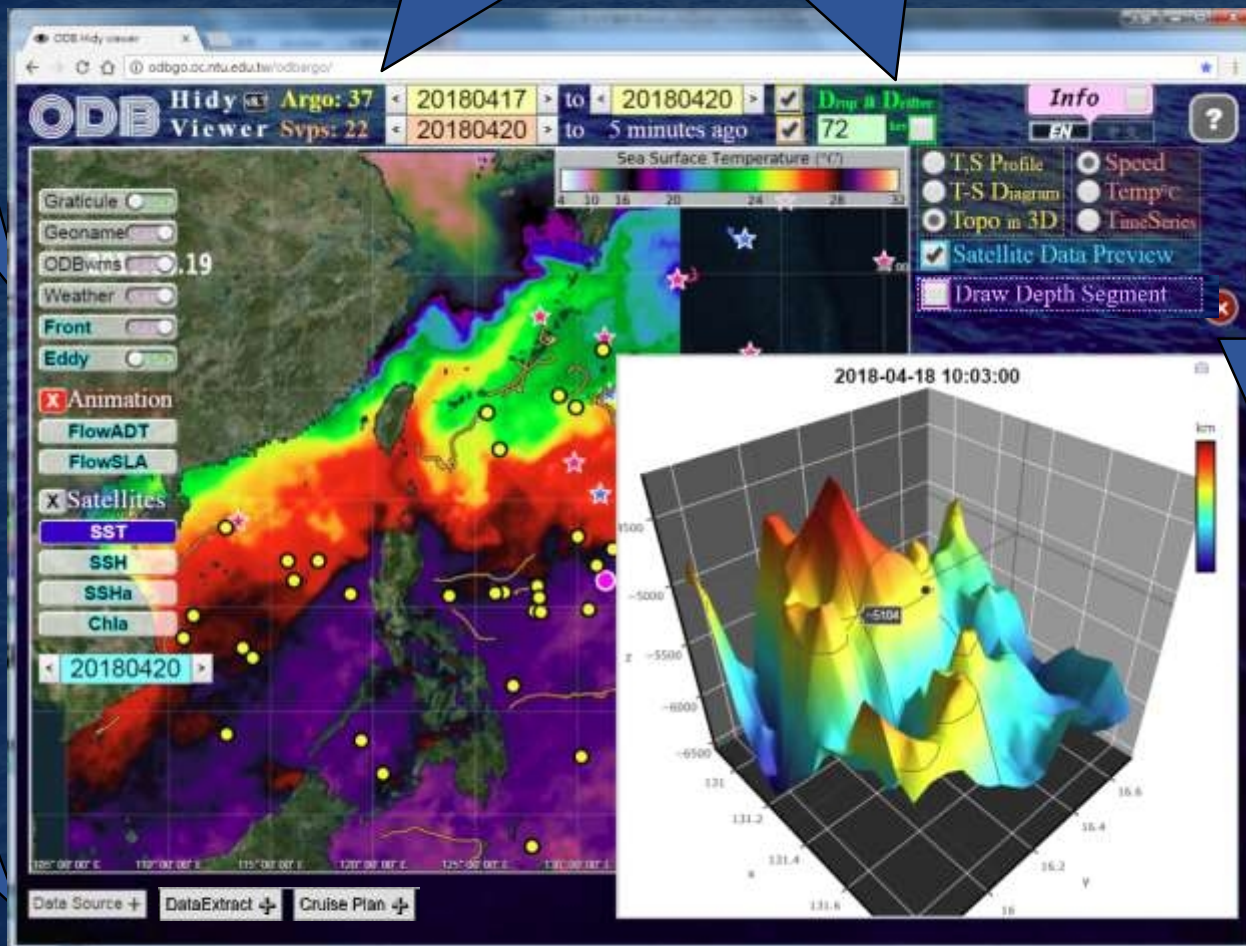 ODB Hidy viewer
odbgo.oc.ntu.edu.tw/odbargo/
ODB Hidy Viewer
Argo: 37 < 20180417 > to < 20180420 >
Svps: 22 < 20180420 > to 5 minutes ago
Drop a Drifter
72 hrs
Info
EN
?
Sea Surface Temperature (°C)
4 10 16 20 24 28 32
T,S Profile
T-S Diagram
Topo in 3D
Speed
Temp°C
TimeSeries
Satellite Data Preview
Draw Depth Segment
Graticule
Geoname
ODBwms
.19
Weather
Front
Eddy
X Animation
FlowADT
FlowSLA
X Satellites
SST
SSH
SSHa
Chla
< 20180420 >
2018-04-18 10:03:00
km
-5000
-5500
-6000
-6500
-5104
z
131
131.2
131.4
131.6
x
16.6
16.4
16.2
16
y
Data Source +
DataExtract
Cruise Plan